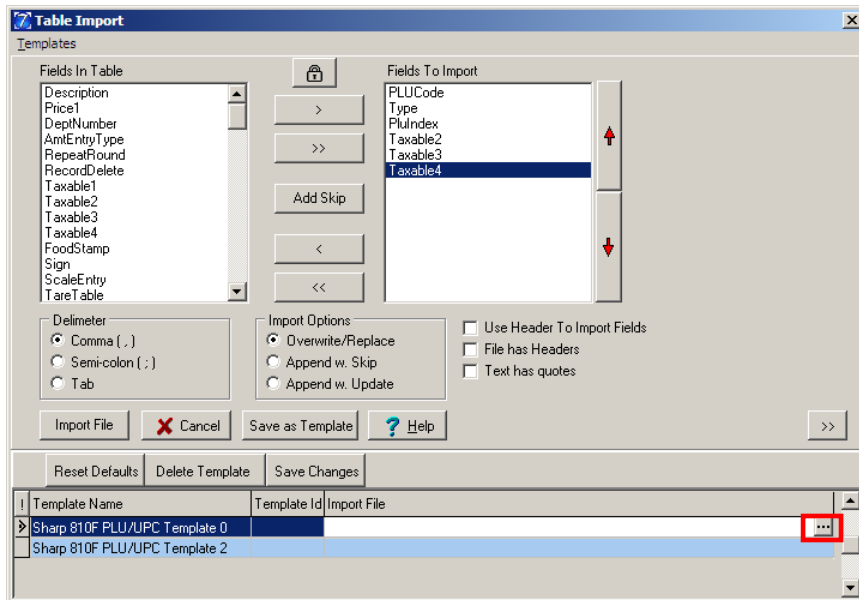 Table Import
Templates
Fields In Table
Description
Price1
DeptNumber
AmtEntryType
RepeatRound
RecordDelete
Taxable1
Taxable2
Taxable3
Taxable4
FoodStamp
Sign
ScaleEntry
TareTable
>
>>
Add Skip
<
<<
Fields To Import
PLUCode
Type
PluIndex
Taxable2
Taxable3
Taxable4
Delimeter
Comma ( , )
Semi-colon ( ; )
Tab
Import Options
Overwrite/Replace
Append w. Skip
Append w. Update
Use Header To Import Fields
File has Headers
Text has quotes
Import File
Cancel
Save as Template
? Help
>>
Reset Defaults
Delete Template
Save Changes
! Template Name Template Id Import File
Sharp 810F PLU/UPC Template 0 ...
Sharp 810F PLU/UPC Template 2